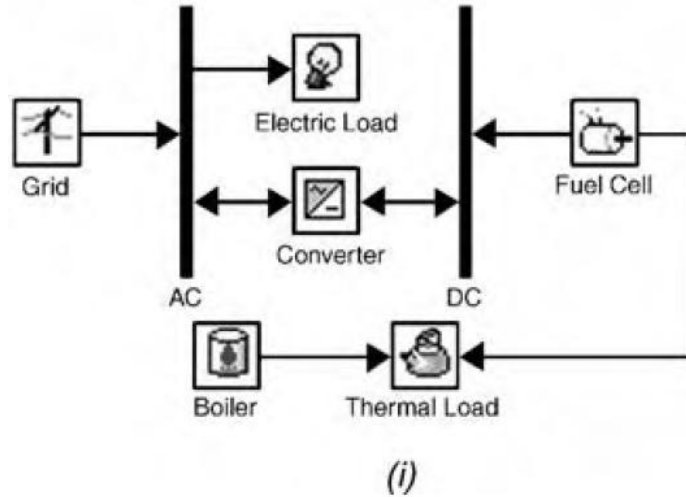 Electric Load
Grid
Fuel Cell
Converter
AC
DC
Boiler
Thermal Load
(i)